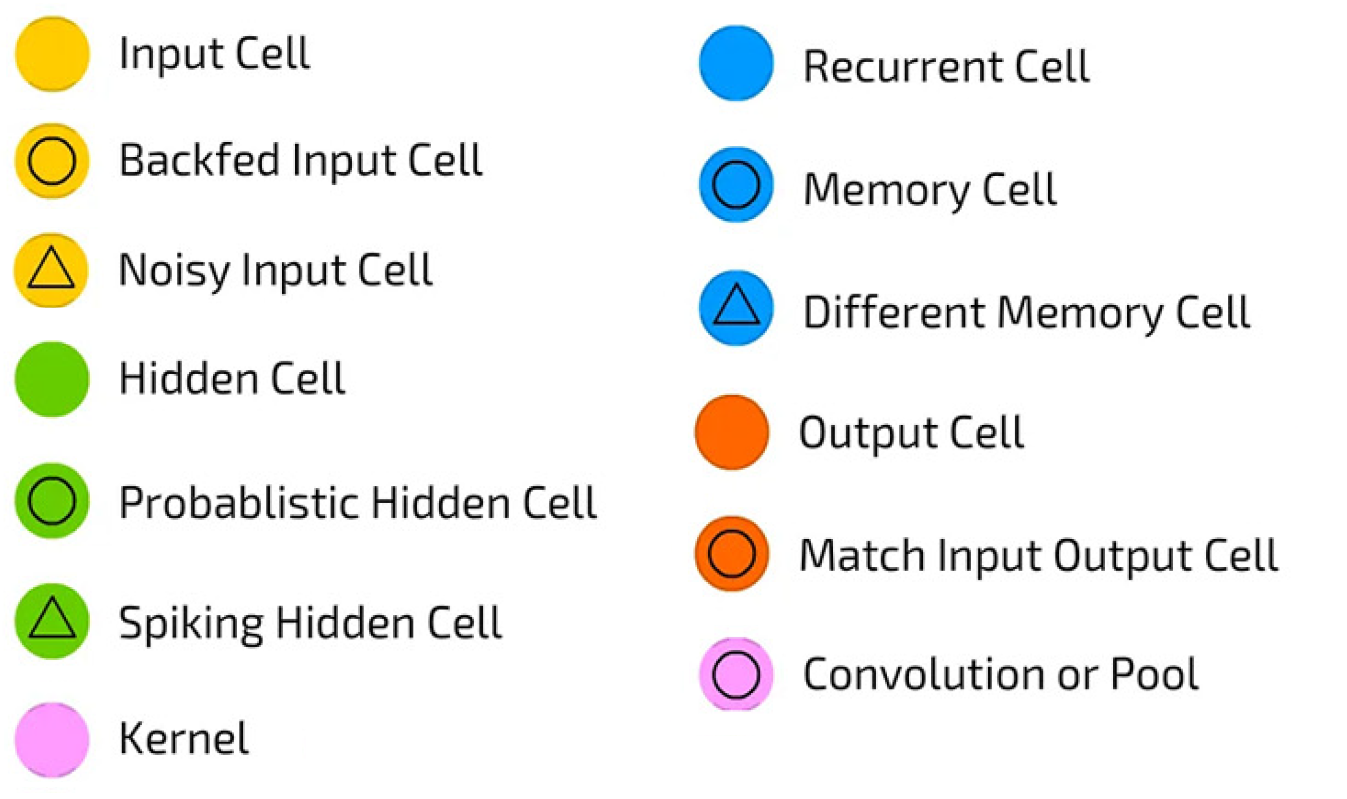 Input Cell
Backfed Input Cell
Noisy Input Cell
Hidden Cell
Probablistic Hidden Cell
Spiking Hidden Cell
Kernel
Recurrent Cell
Memory Cell
Different Memory Cell
Output Cell
Match Input Output Cell
Convolution or Pool